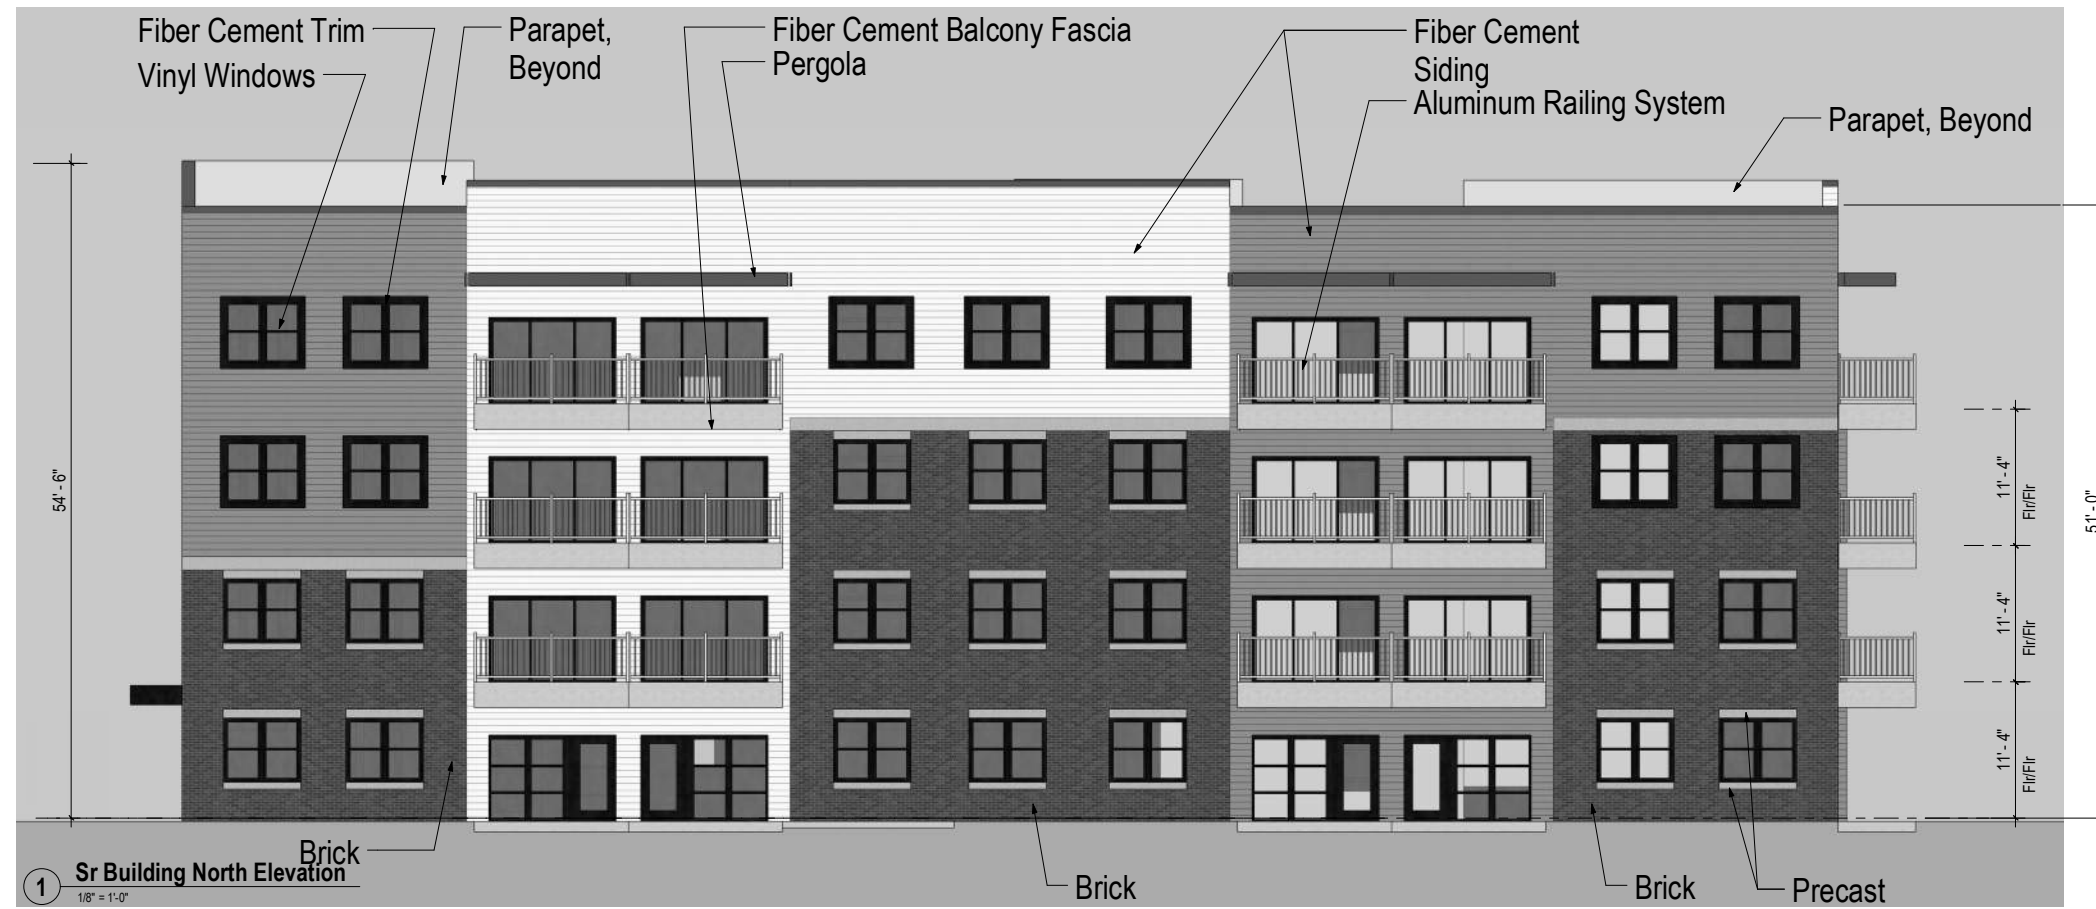 Fiber Cement Trim
Vinyl Windows
Parapet,
Beyond
Fiber Cement Balcony Fascia
Pergola
Fiber Cement
Siding
Aluminum Railing System
Parapet, Beyond
54' - 6"
11' - 4"
Flr/Flr
11' - 4"
Flr/Flr
11' - 4"
Flr/Flr
51' - 0"
Brick
Brick
Brick
Precast
1
Sr Building North Elevation
1/8" = 1'-0"